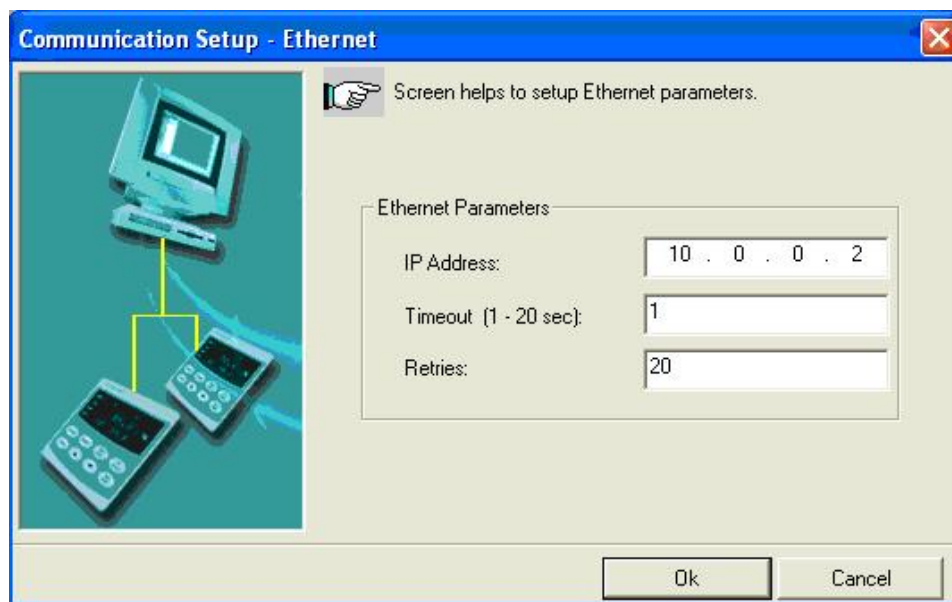 Communication Setup - Ethernet
Screen helps to setup Ethernet parameters.
Ethernet Parameters
IP Address: 10 . 0 . 0 . 2
Timeout (1 - 20 sec): 1
Retries: 20
Ok Cancel